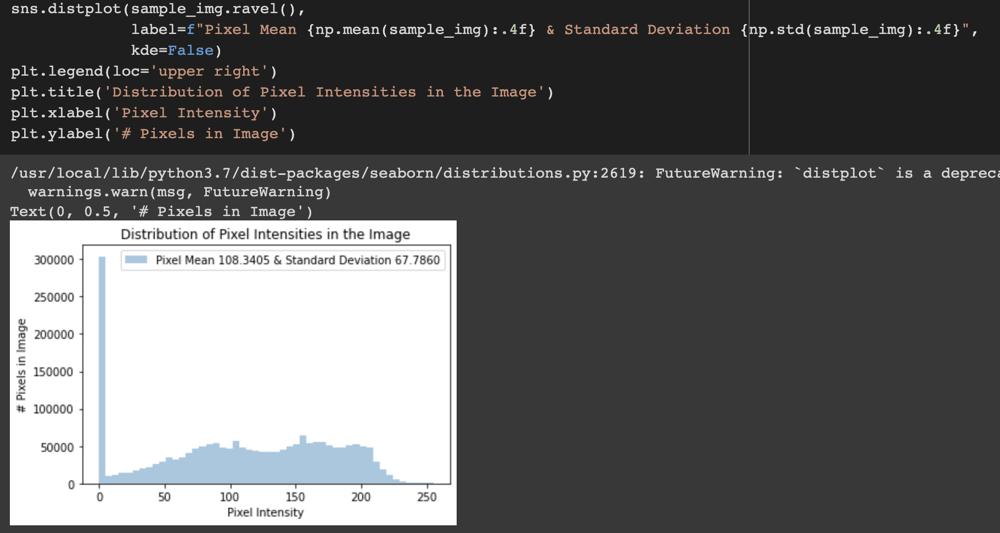 sns.distplot(sample_img.ravel(),
             label=f"Pixel Mean {np.mean(sample_img):.4f} & Standard Deviation {np.std(sample_img):.4f}",
             kde=False)
plt.legend(loc='upper right')
plt.title('Distribution of Pixel Intensities in the Image')
plt.xlabel('Pixel Intensity')
plt.ylabel('# Pixels in Image')
/usr/local/lib/python3.7/dist-packages/seaborn/distributions.py:2619: FutureWarning: `distplot` is a
  warnings.warn(msg, FutureWarning)
Text(0, 0.5, '# Pixels in Image')
Distribution of Pixel Intensities in the Image
Pixel Mean 108.3405 & Standard Deviation 67.7860
300000
250000
200000
150000
100000
50000
0
# Pixels in Image
0 50 100 150 200 250
Pixel Intensity